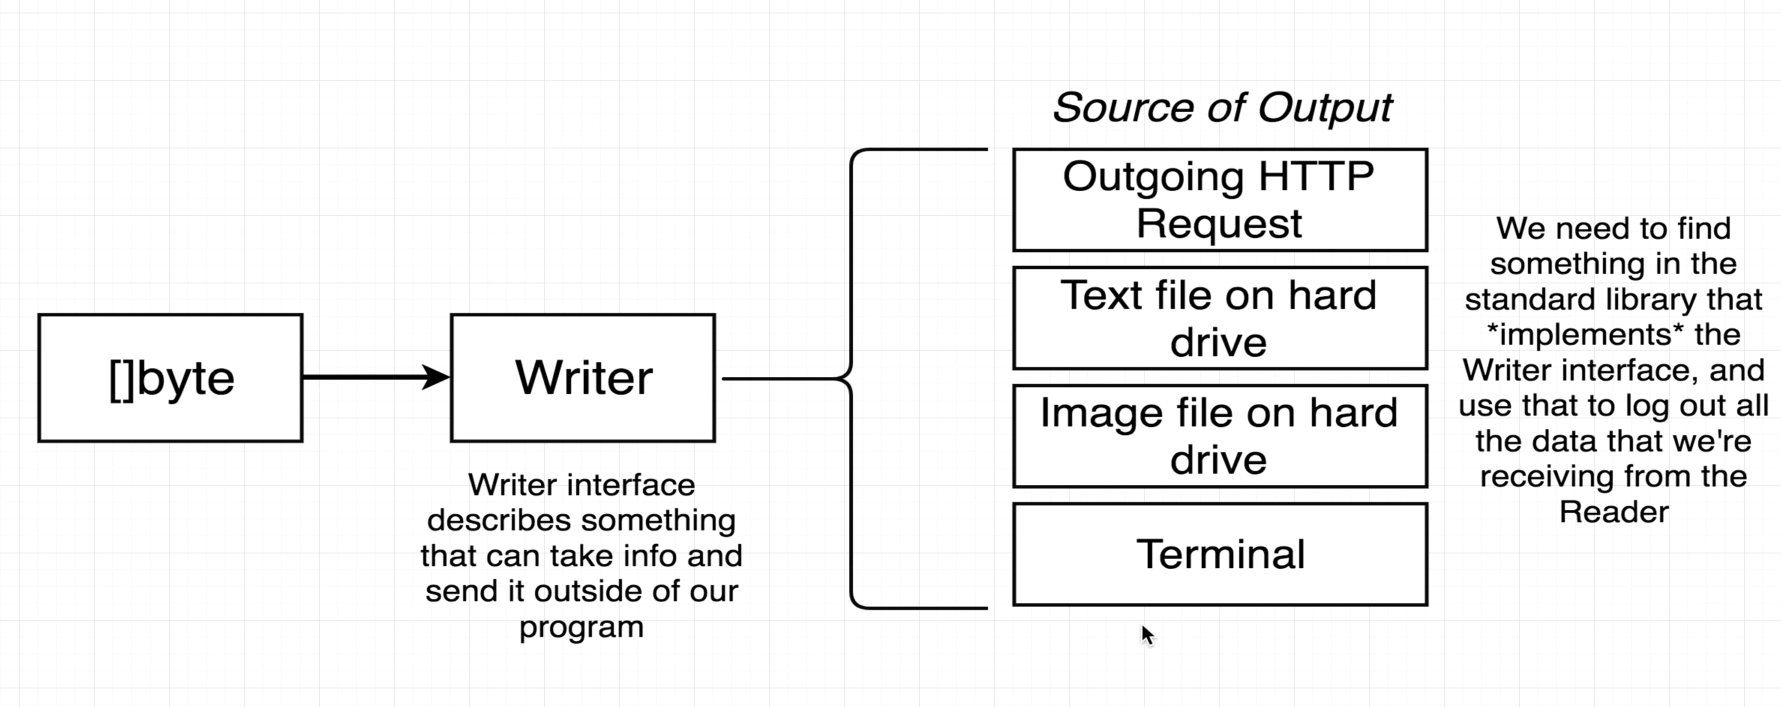 Source of Output
Outgoing HTTP
Request
Text file on hard
drive
Image file on hard
drive
Terminal
[]byte
Writer
Writer interface
describes something
that can take info and
send it outside of our
program
We need to find
something in the
standard library that
*implements* the
Writer interface, and
use that to log out all
the data that we're
receiving from the
Reader